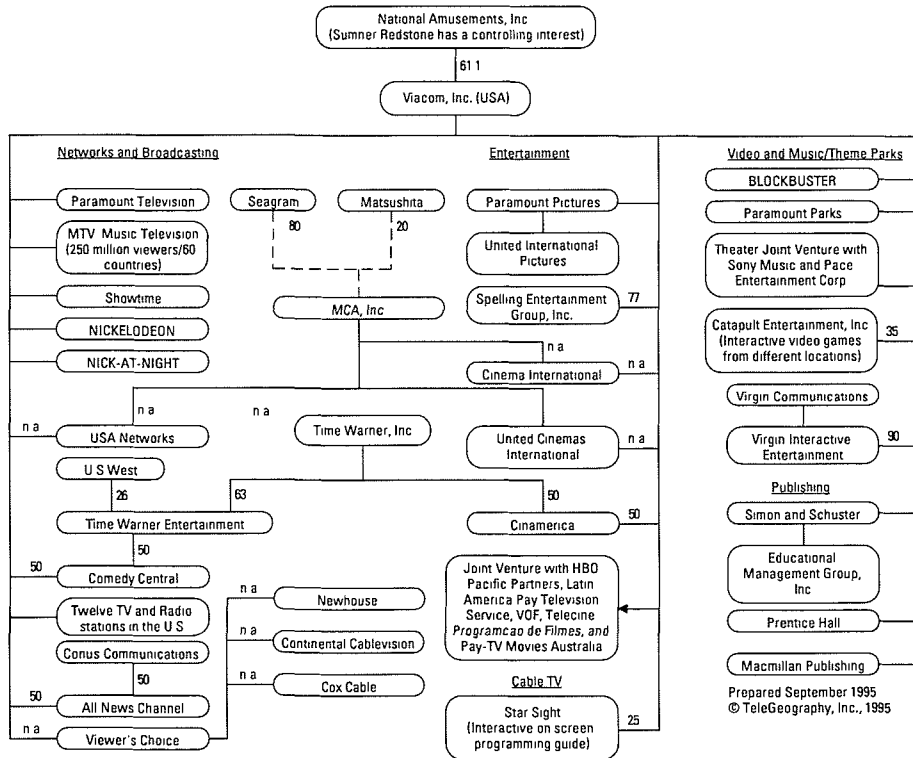 National Amusements, Inc
(Sumner Redstone has a controlling interest)
61 1
Viacom, Inc. (USA)
Networks and Broadcasting
Paramount Television
MTV Music Television
(250 million viewers/60
countries)
Showtime
NICKELODEON
NICK-AT-NIGHT
n a
USA Networks
U S West
26
63
Time Warner Entertainment
50
50
Comedy Central
Twelve TV and Radio
stations in the U S
Conus Communications
50
50
All News Channel
n a
Viewer's Choice
Seagram
Matsushita
80
20
MCA, Inc
n a
n a
n a
Time Warner, Inc
n a
Newhouse
n a
Continental Cablevision
n a
Cox Cable
Entertainment
Paramount Pictures
United International
Pictures
Spelling Entertainment
Group, Inc.
77
Cinema International
n a
n a
United Cinemas
International
n a
50
Cinamerica
50
Joint Venture with HBO
Pacific Partners, Latin
America Pay Television
Service, VOF, Telecine
Programcao de Filmes, and
Pay-TV Movies Australia
Cable TV
Star Sight
(Interactive on screen
programming guide)
25
Video and Music/Theme Parks
BLOCKBUSTER
Paramount Parks
Theater Joint Venture with
Sony Music and Pace
Entertainment Corp
Catapult Entertainment, Inc
(Interactive video games
from different locations)
35
Virgin Communications
Virgin Interactive
Entertainment
90
Publishing
Simon and Schuster
Educational
Management Group,
Inc
Prentice Hall
Macmillan Publishing
Prepared September 1995
© TeleGeography, Inc., 1995